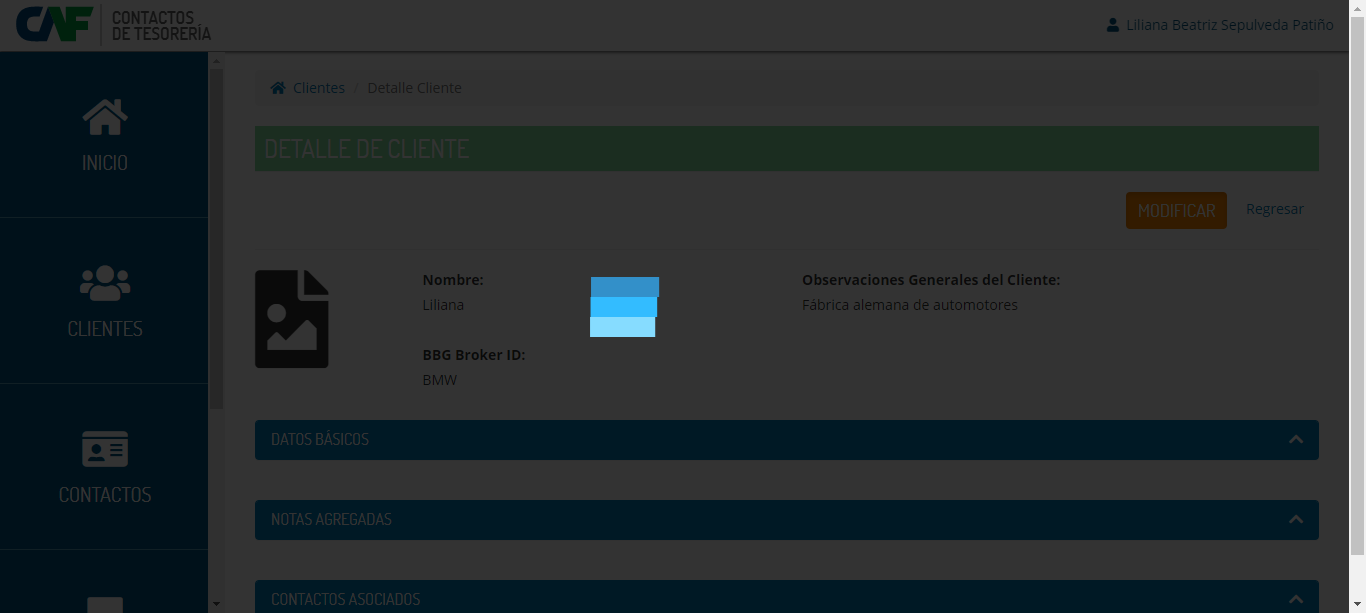 CAF
CONTACTOS
DE TESORERÍA
Liliana Beatriz Sepulveda Patiño
INICIO
CLIENTES
CONTACTOS
Clientes / Detalle Cliente
DETALLE DE CLIENTE
MODIFICAR
Regresar
Nombre:
Liliana
Observaciones Generales del Cliente:
Fábrica alemana de automotores
BBG Broker ID:
BMW
DATOS BÁSICOS
NOTAS AGREGADAS
CONTACTOS ASOCIADOS